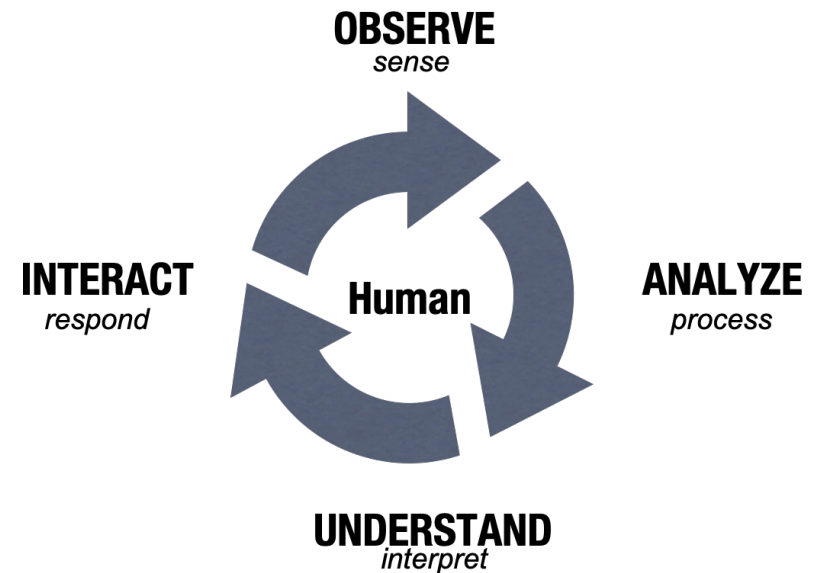 OBSERVE
sense
INTERACT
respond
Human
ANALYZE
process
UNDERSTAND
interpret